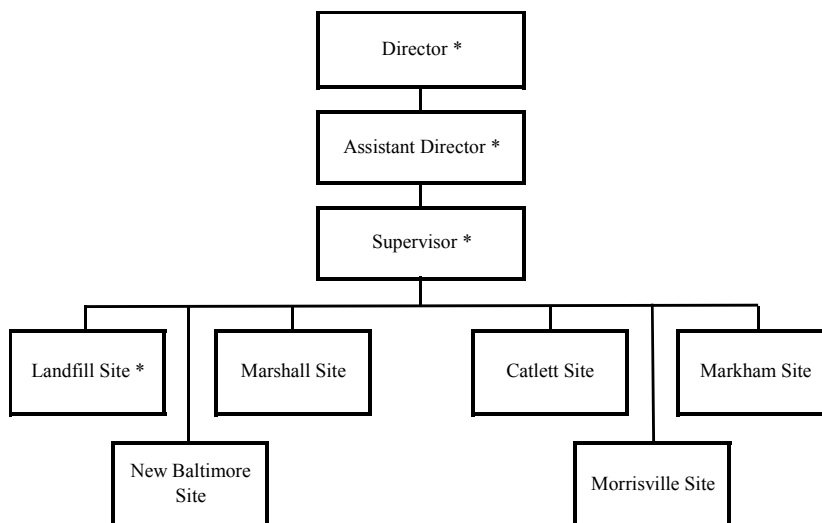 Director *
Assistant Director *
Supervisor *
Landfill Site *
Marshall Site
Catlett Site
Markham Site
New Baltimore
Site
Morrisville Site